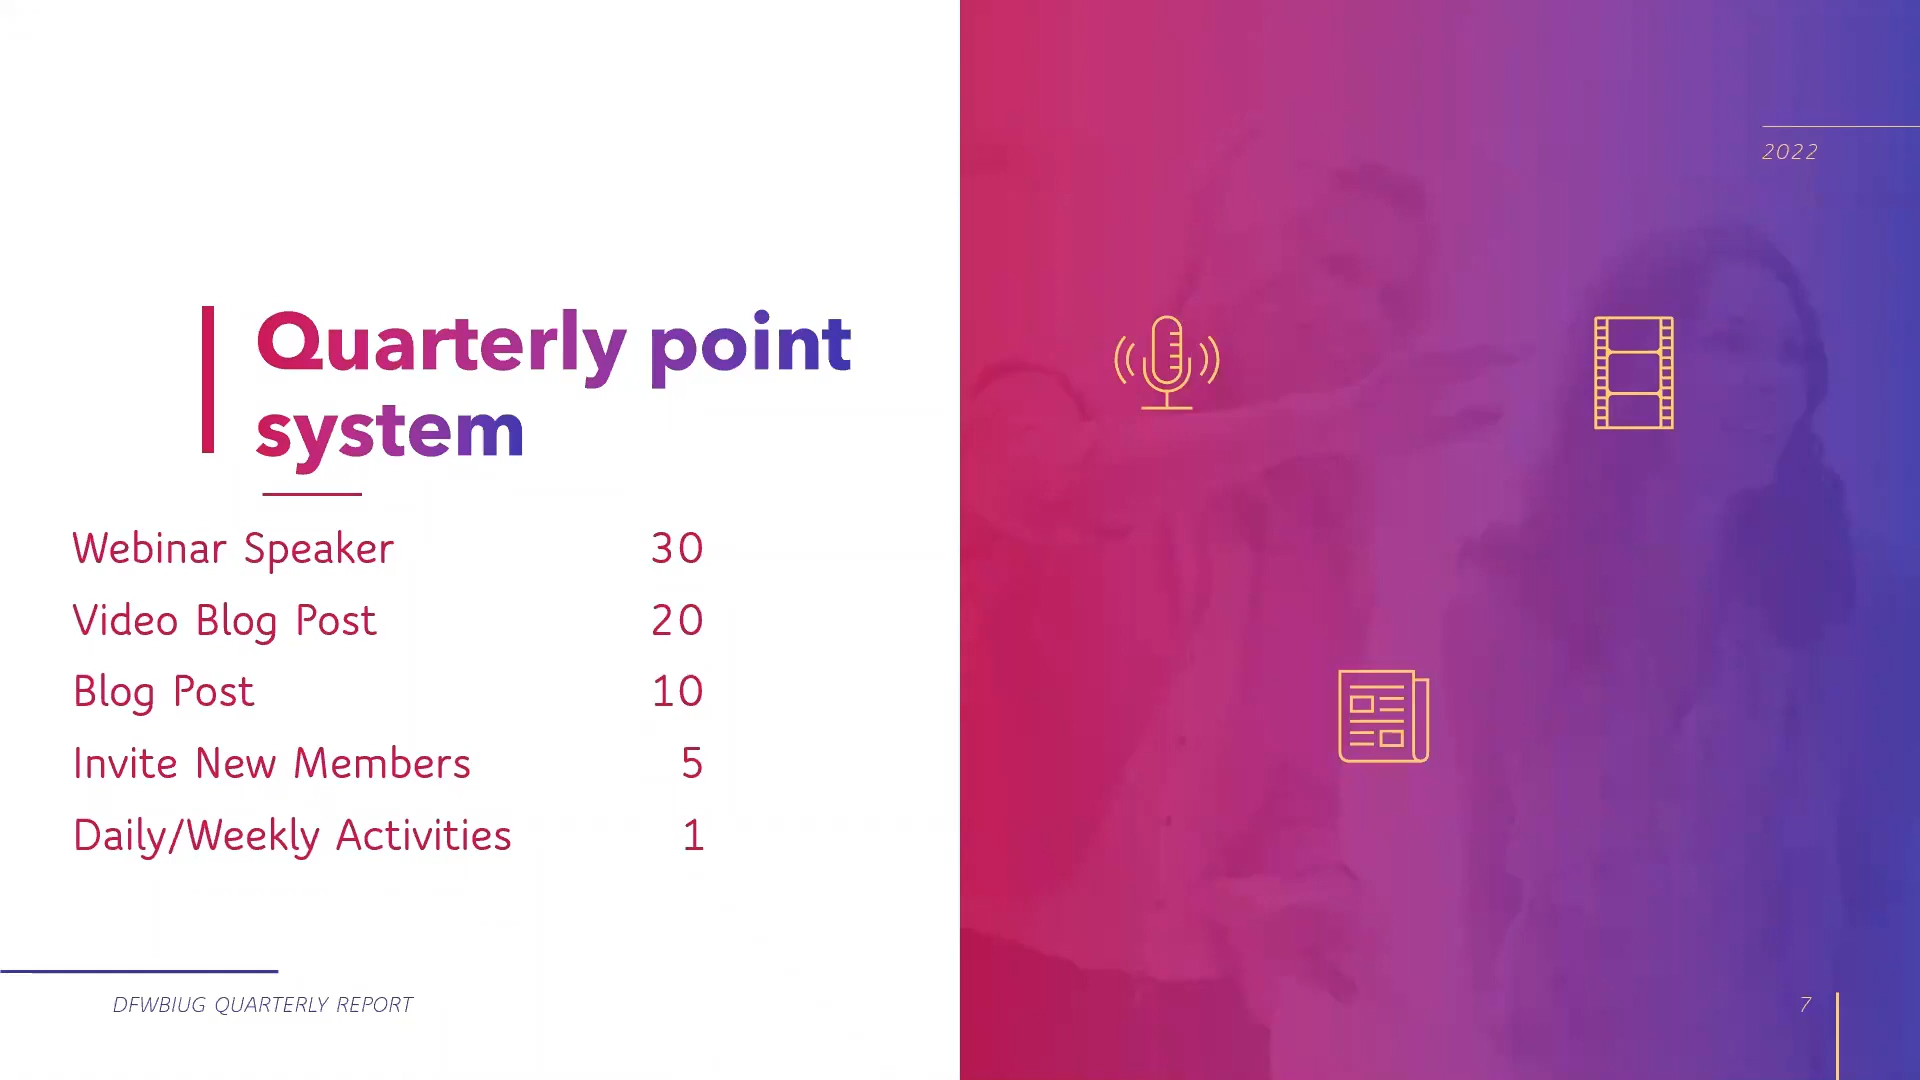 2022
Quarterly point
system
Webinar Speaker 30
Video Blog Post 20
Blog Post 10
Invite New Members 5
Daily/Weekly Activities 1
DFWBIUG QUARTERLY REPORT
7